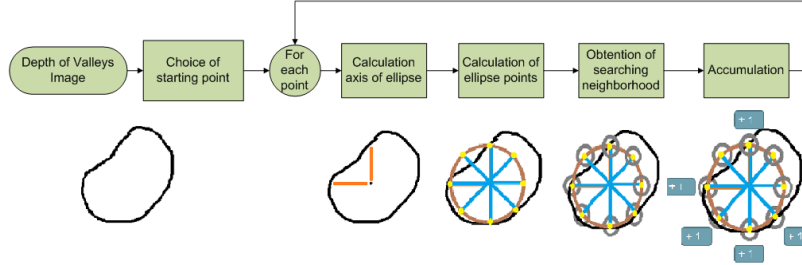 Depth of Valleys
Image
Choice of
starting point
For
each
point
Calculation
axis of ellipse
Calculation of
ellipse points
Obtention of
searching
neighborhood
Accumulation
+ 1
+ 1
+ 1
+ 1
+ 1